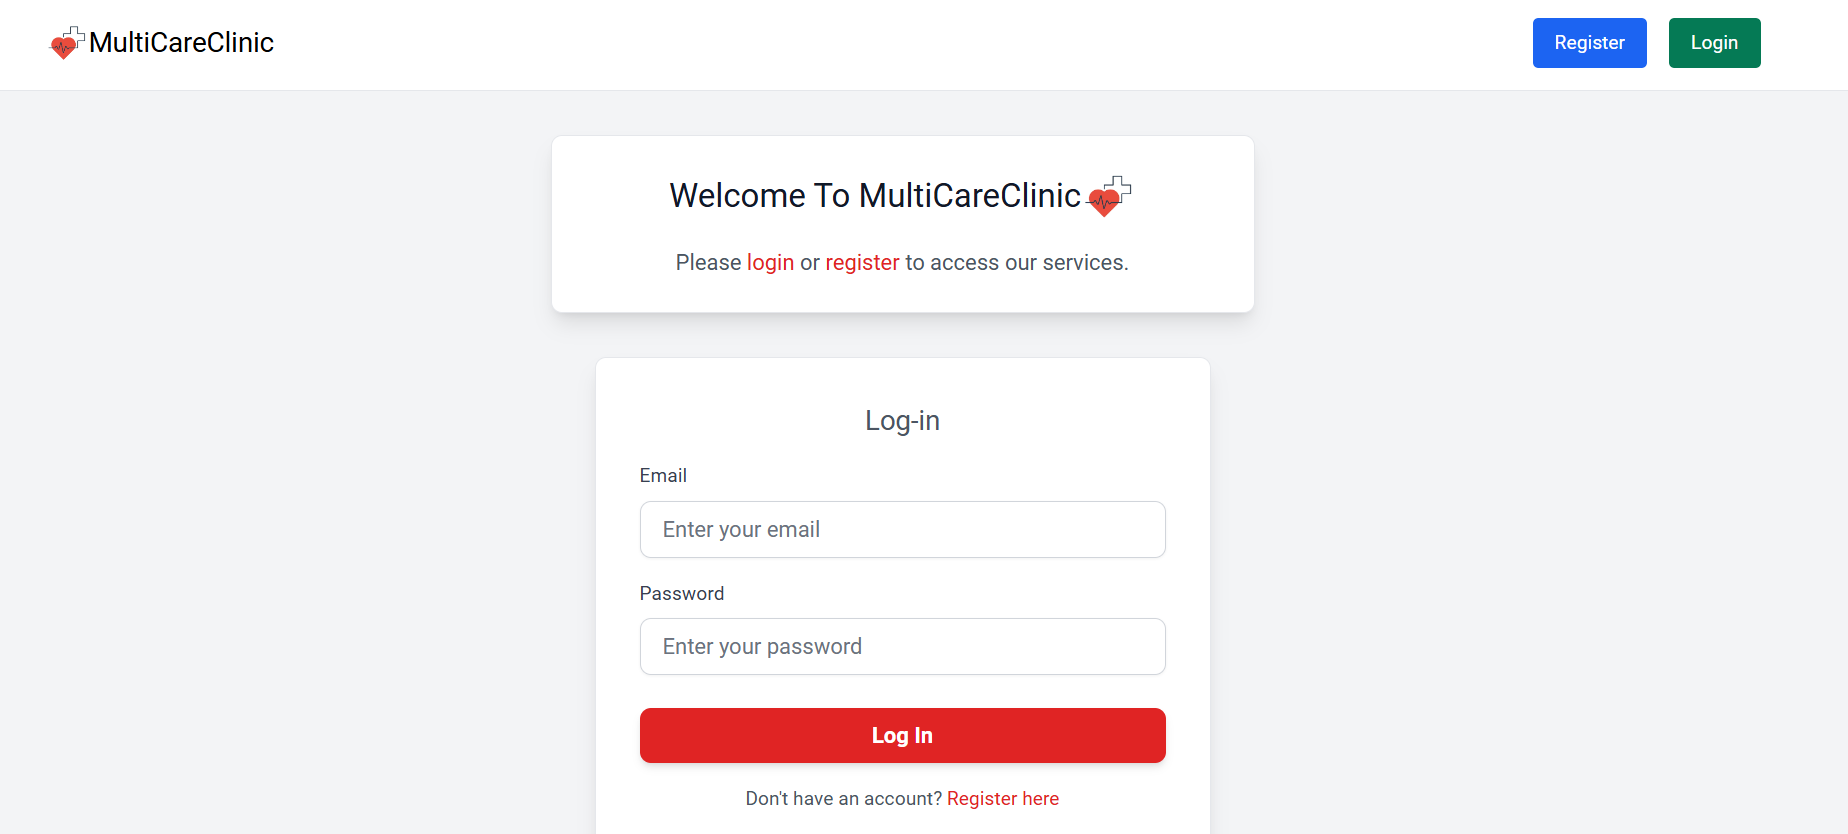 MultiCareClinic
Register
Login
Welcome To MultiCareClinic
Please login or register to access our services.
Log-in
Email
Enter your email
Password
Enter your password
Log In
Don't have an account? Register here